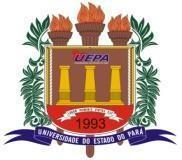 UEPA
1993
UNIVERSIDADE DO ESTADO DO PARÁ